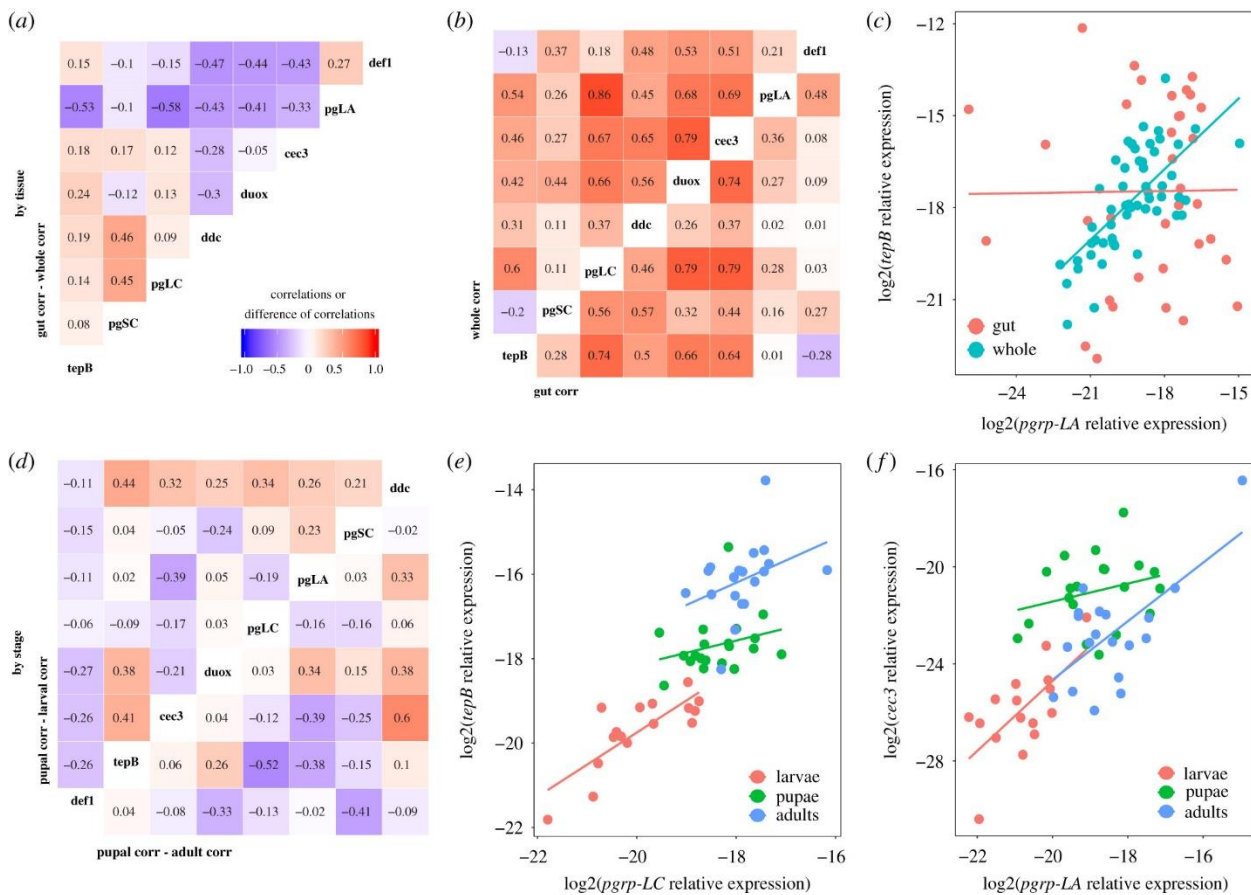 (a)
0.15 −0.1 −0.15 −0.47 −0.44 −0.43 0.27 def1
−0.53 −0.1 −0.58 −0.43 −0.41 −0.33 pgLA
0.18 0.17 0.12 −0.28 −0.05 cec3
0.24 −0.12 0.13 −0.3 duox
0.19 0.46 0.09 ddc
0.14 0.45 pgLC
0.08 pgSC
tepB
by tissue
gut corr - whole corr
correlations or
difference of correlations
−1.0 0 1.0
(b)
−0.13 0.37 0.18 0.48 0.53 0.51 0.21 def1
0.54 0.26 0.86 0.45 0.68 0.69 pgLA 0.48
0.46 0.27 0.67 0.65 0.79 cec3 0.36 0.08
0.42 0.44 0.66 0.56 duox 0.74 0.27 0.09
0.31 0.11 0.37 ddc 0.26 0.37 0.02 0.01
0.6 0.11 pgLC 0.46 0.79 0.79 0.28 0.03
−0.2 pgSC 0.56 0.57 0.32 0.44 0.16 0.27
tepB 0.28 0.74 0.5 0.66 0.64 0.01 −0.28
whole corr
gut corr
(c)
log2(tepB relative expression)
−12
−15
−18
−21
gut
whole
−24 −21 −18 −15
log2(pgrp-LA relative expression)
(d)
−0.11 0.44 0.32 0.25 0.34 0.26 0.21 ddc
−0.15 0.04 −0.05 −0.24 0.09 0.23 pgSC −0.02
−0.11 0.02 −0.39 0.05 −0.19 pgLA 0.03 0.33
−0.06 −0.09 −0.17 0.03 pgLC −0.16 −0.16 0.06
−0.27 0.38 −0.21 duox 0.03 0.34 0.15 0.38
−0.26 0.41 cec3 0.04 −0.12 −0.39 −0.25 0.6
−0.26 tepB 0.06 0.26 −0.52 −0.38 −0.15 0.1
def1 0.04 −0.08 −0.33 −0.13 −0.02 −0.41 −0.09
by stage
pupal corr - larval corr
pupal corr - adult corr
(e)
log2(tepB relative expression)
−14
−16
−18
−20
−22
larvae
pupae
adults
−22 −20 −18 −16
log2(pgrp-LC relative expression)
(f)
log2(cec3 relative expression)
−16
−20
−24
−28
larvae
pupae
adults
−22 −20 −18 −16
log2(pgrp-LA relative expression)